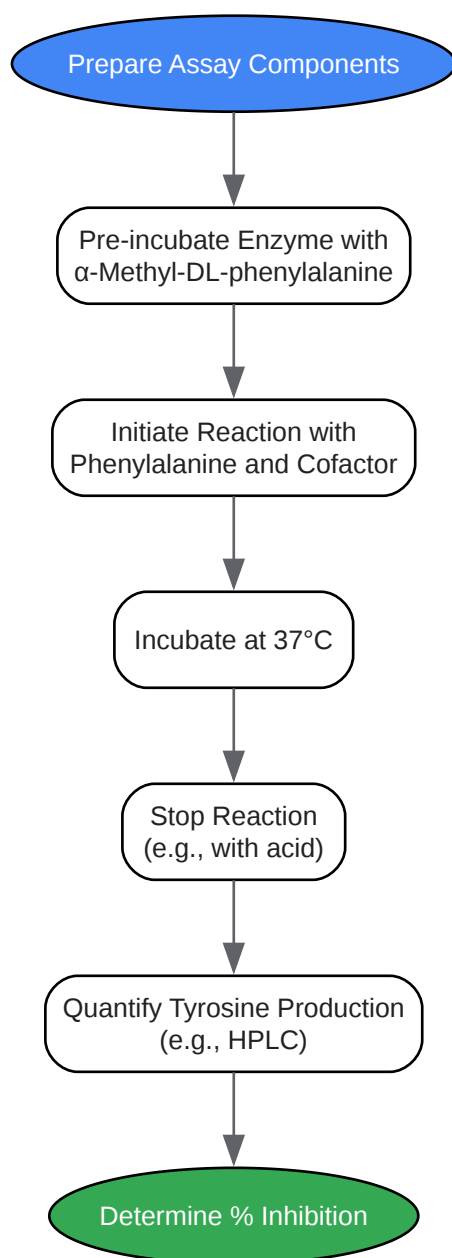 Prepare Assay Components
Pre-incubate Enzyme with
α-Methyl-DL-phenylalanine
Initiate Reaction with
Phenylalanine and Cofactor
Incubate at 37°C
Stop Reaction
(e.g., with acid)
Quantify Tyrosine Production
(e.g., HPLC)
Determine % Inhibition